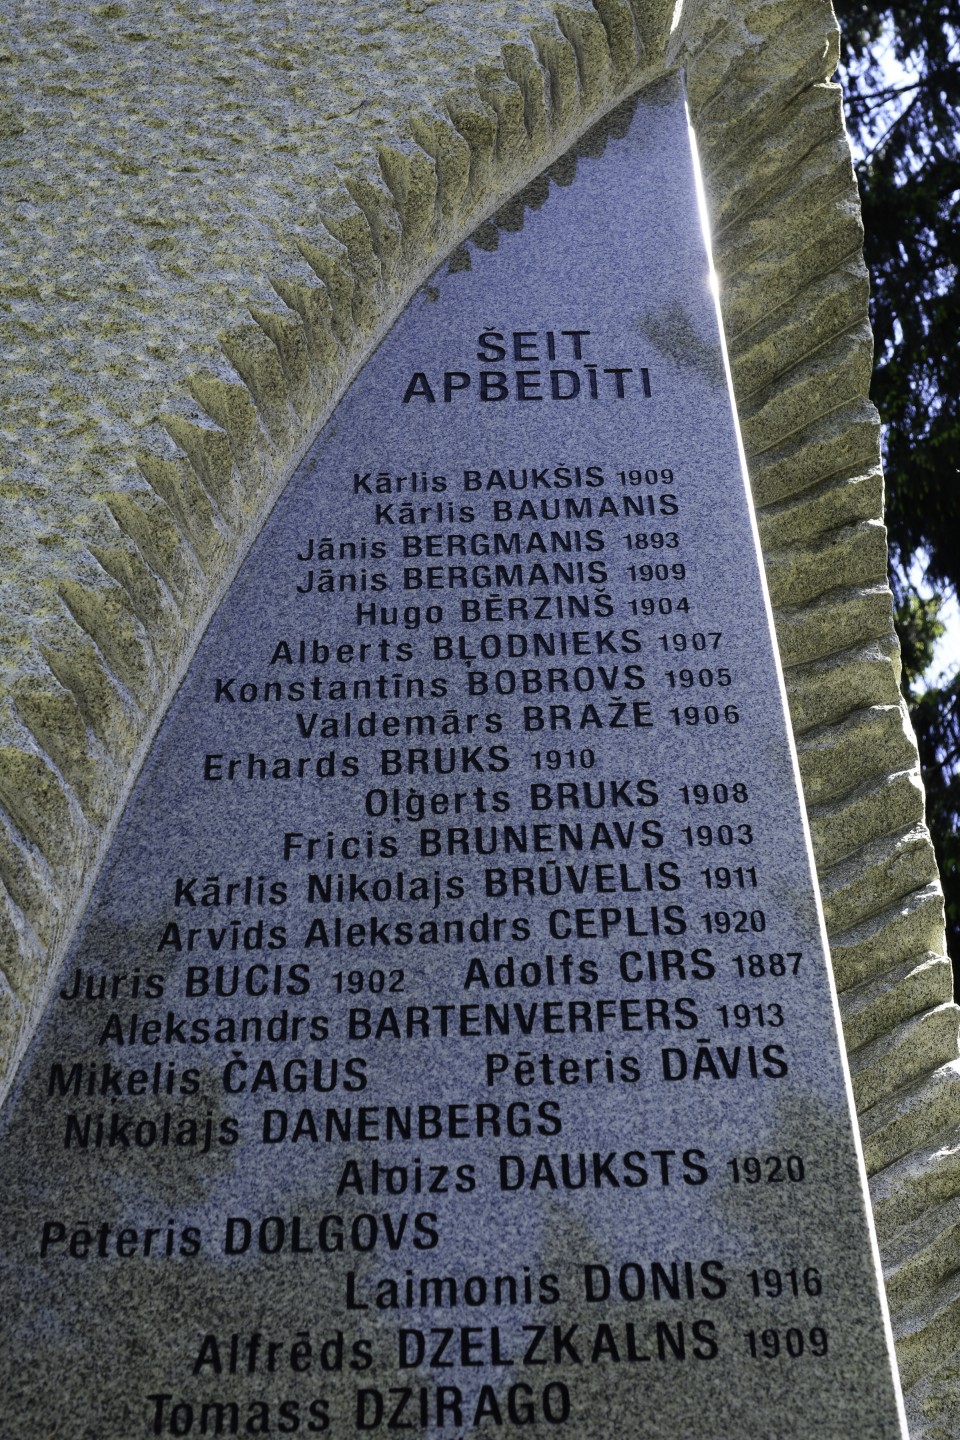 ŠEIT
APBEDĪTI
Kārlis BAUKŠIS 1909
Kārlis BAUMANIS
Jānis BERGMANIS 1893
Jānis BERGMANIS 1909
Hugo BĒRZIŅŠ 1904
Alberts BĻODNIEKS 1907
Konstantīns BOBROVS 1905
Valdemārs BRAŽE 1906
Erhards BRUKS 1910
Oļģerts BRUKS 1908
Fricis BRUNENAVS 1903
Kārlis Nikolajs BRŪVELIS 1911
Arvīds Aleksandrs CEPLIS 1920
Juris BUCIS 1902 Adolfs CIRS 1887
Aleksandrs BARTENVERFERS 1913
Miķelis ČAGUS Pēteris DĀVIS
Nikolajs DANENBERGS
Aloizs DAUKSTS 1920
Pēteris DOLGOVS
Laimonis DONIS 1916
Alfrēds DZELZKALNS 1909
Tomass DZIRAGO